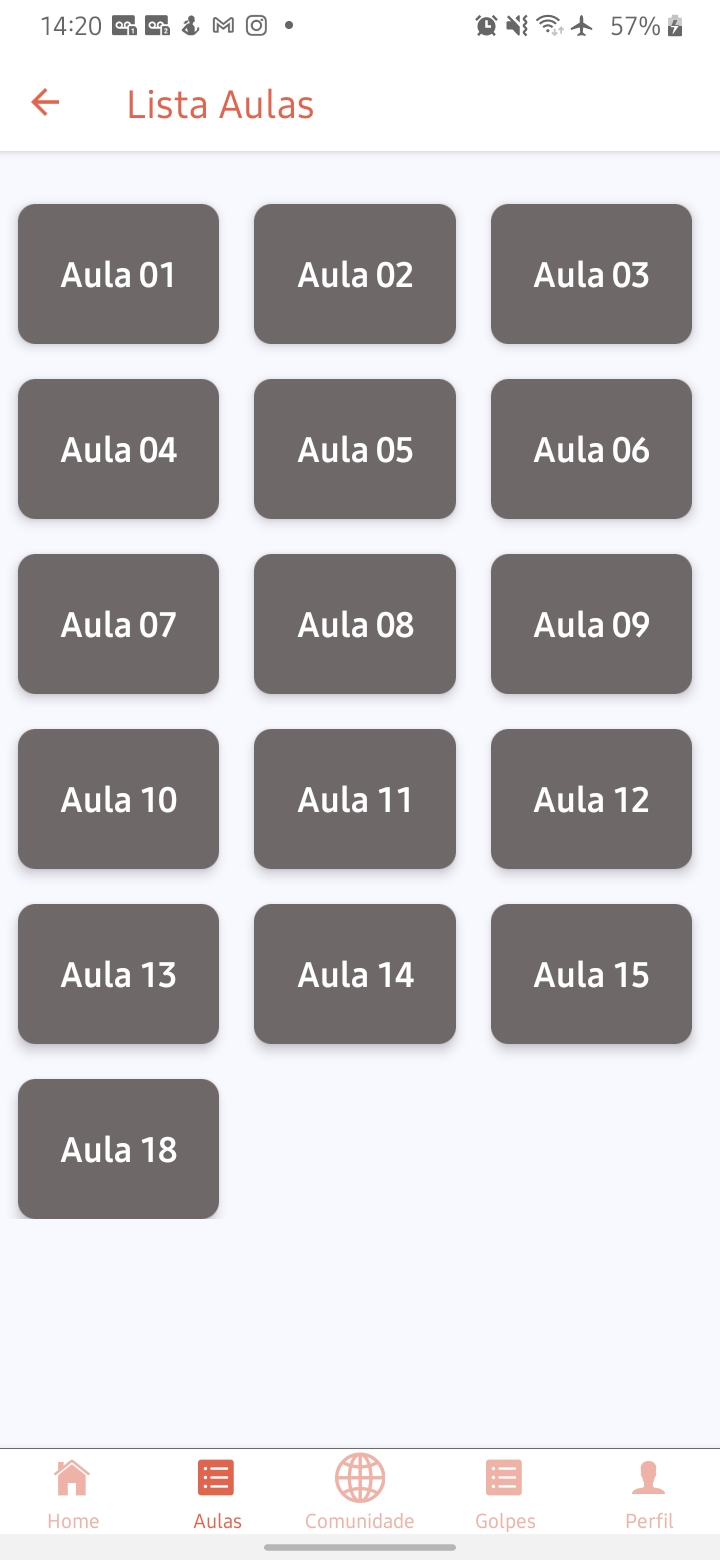 14:20 57%
Lista Aulas
Aula 01 Aula 02 Aula 03
Aula 04 Aula 05 Aula 06
Aula 07 Aula 08 Aula 09
Aula 10 Aula 11 Aula 12
Aula 13 Aula 14 Aula 15
Aula 18
Home Aulas Comunidade Golpes Perfil